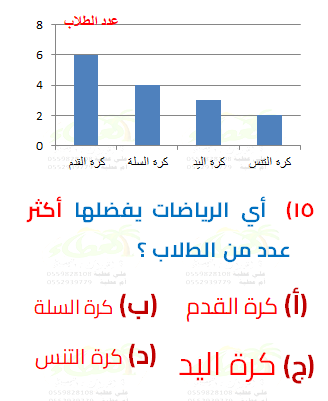 عدد الطلاب
8
6
4
2
0
كرة القدم
كرة السلة
كرة اليد
كرة التنس
١٥) أي الرياضات يفضلها أكثر
عدد من الطلاب ؟
(أ) كرة القدم (ب) كرة السلة
(ج) كرة اليد (د) كرة التنس